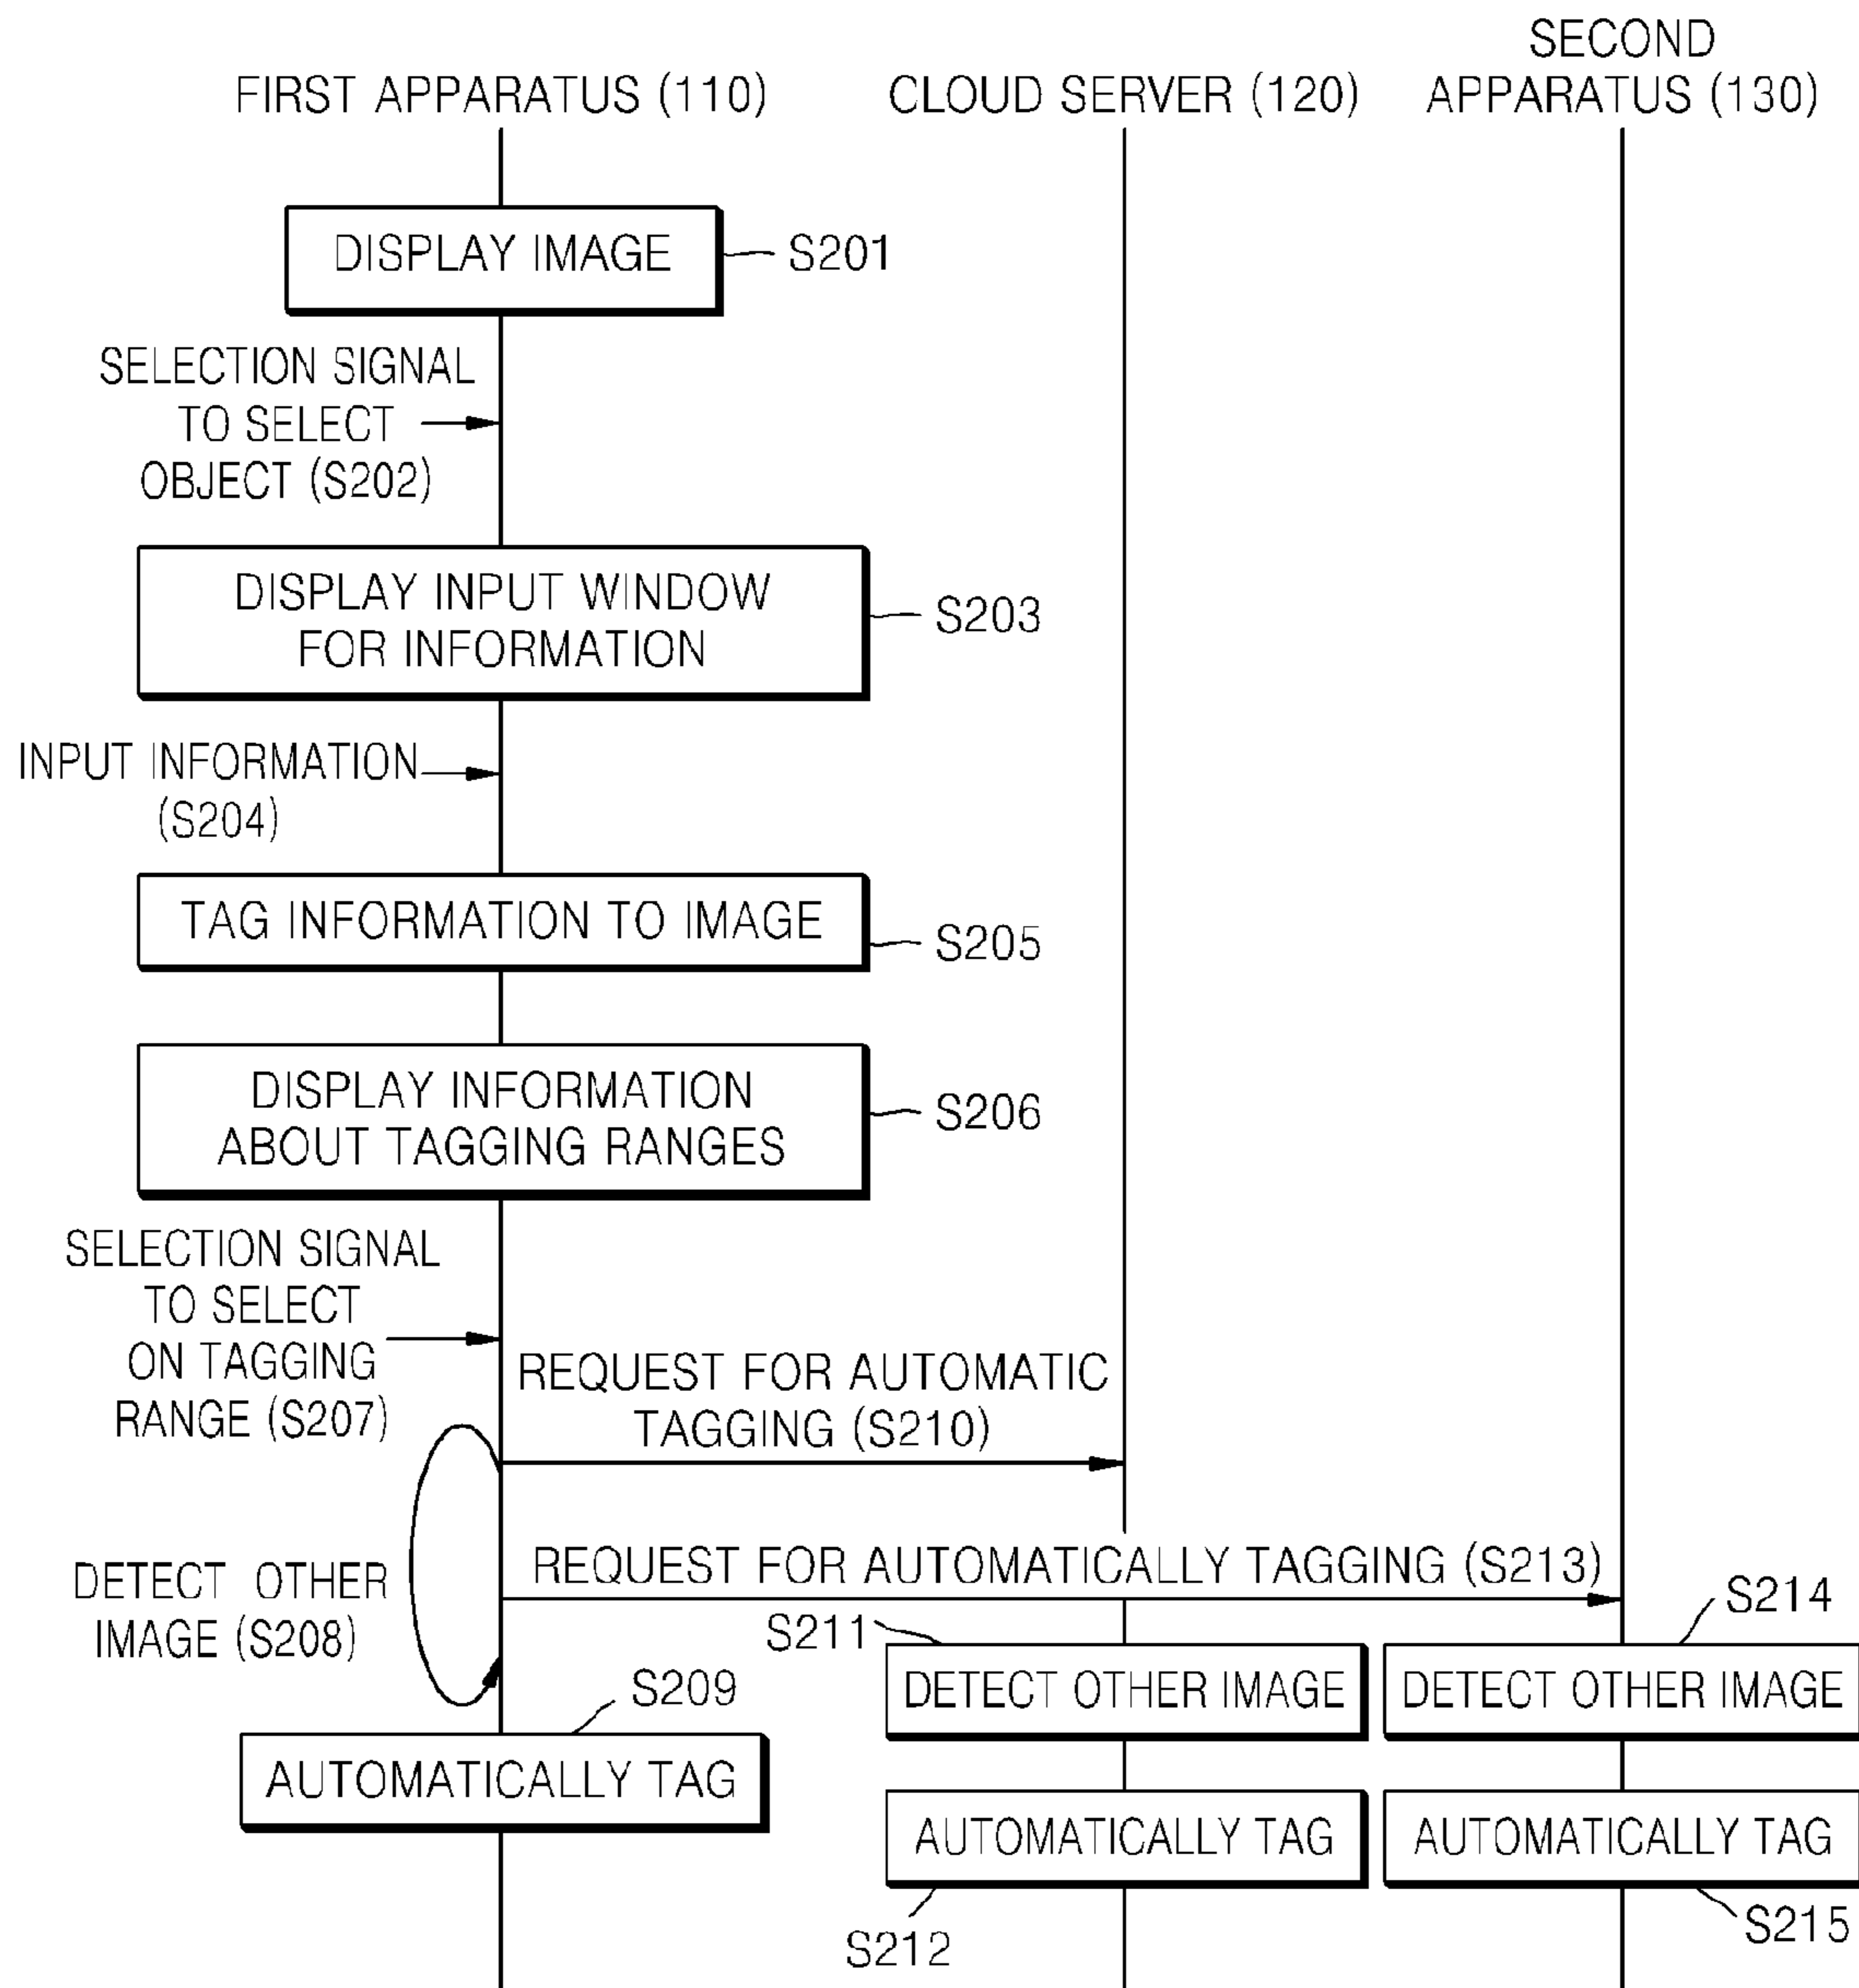 FIRST APPARATUS (110)
CLOUD SERVER (120)
SECOND
APPARATUS (130)
DISPLAY IMAGE
S201
SELECTION SIGNAL
TO SELECT
OBJECT (S202)
DISPLAY INPUT WINDOW
FOR INFORMATION
S203
INPUT INFORMATION
(S204)
TAG INFORMATION TO IMAGE
S205
DISPLAY INFORMATION
ABOUT TAGGING RANGES
S206
SELECTION SIGNAL
TO SELECT
ON TAGGING
RANGE (S207)
REQUEST FOR AUTOMATIC
TAGGING (S210)
DETECT OTHER
IMAGE (S208)
REQUEST FOR AUTOMATICALLY TAGGING (S213)
S211
S214
DETECT OTHER IMAGE
DETECT OTHER IMAGE
S209
AUTOMATICALLY TAG
AUTOMATICALLY TAG
AUTOMATICALLY TAG
S212
S215